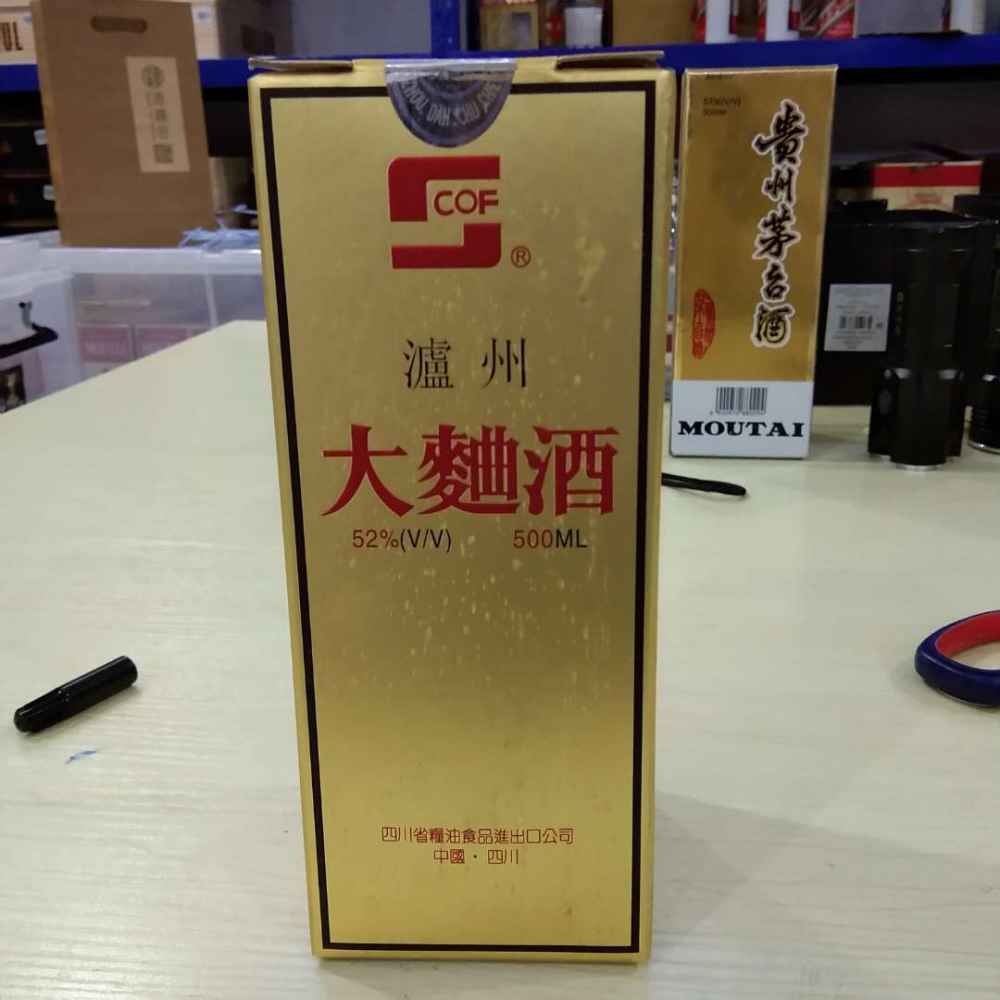 COF
®
瀘州
大麯酒
52%(V/V) 500ML
四川省糧油食品進出口公司
中國·四川
貴州茅台酒
MOUTAI